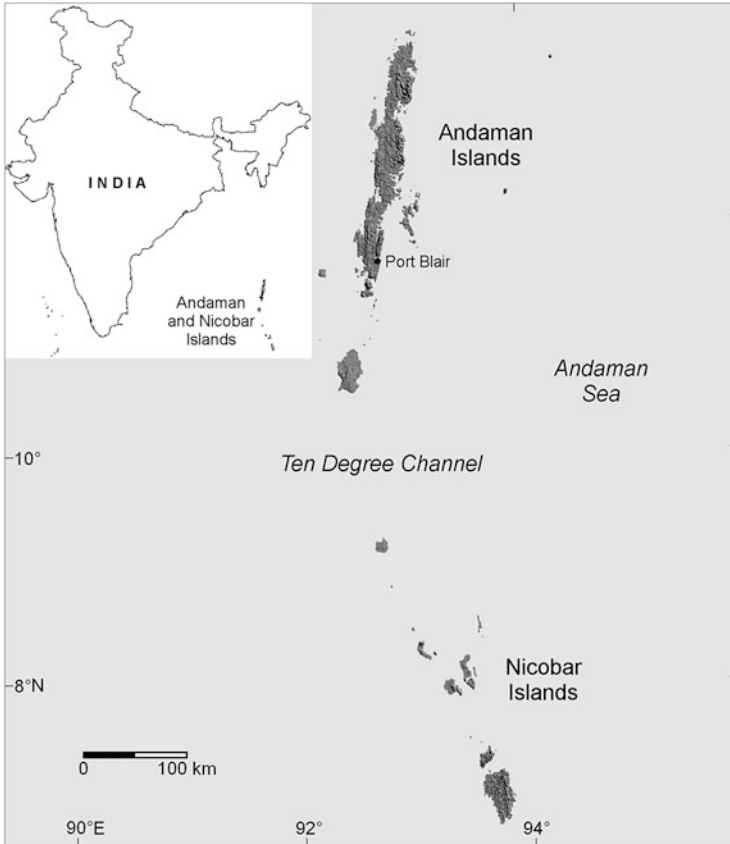 INDIA
Andaman
and Nicobar
Islands
Andaman
Islands
Port Blair
Andaman
Sea
10°
Ten Degree Channel
Nicobar
Islands
8°N
0 100 km
90°E 92° 94°